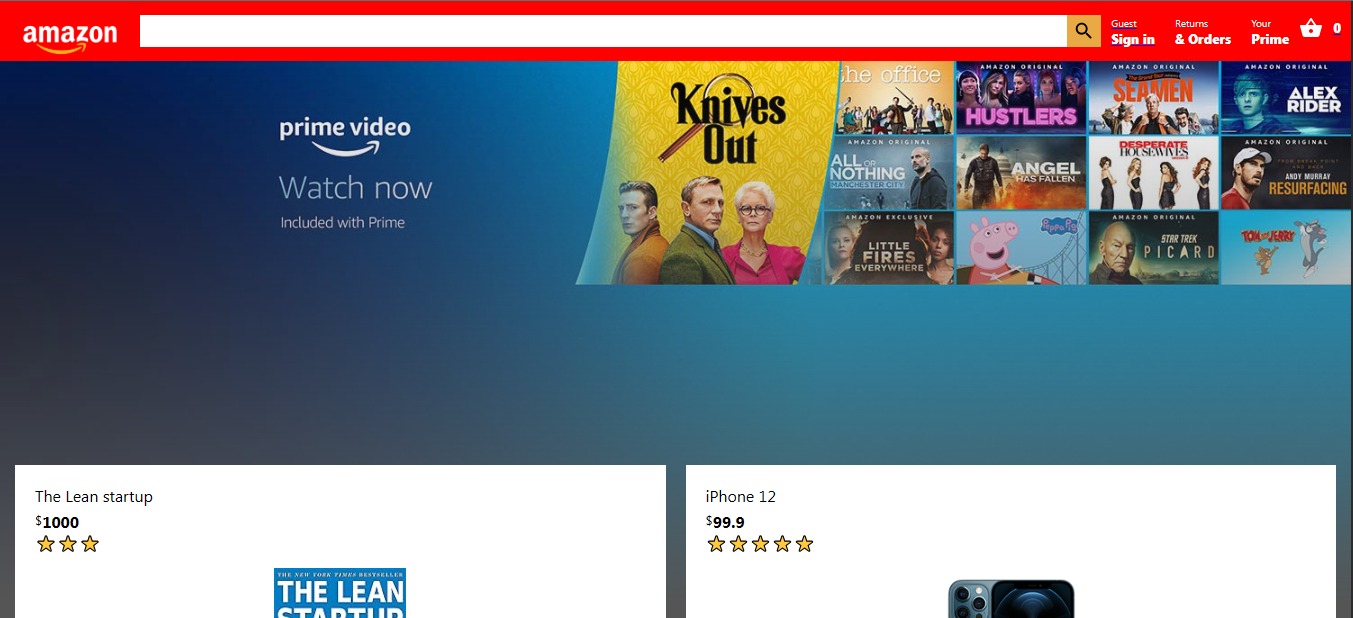 amazon
Guest
Sign in
Returns
& Orders
Your
Prime
0
prime video
Watch now
Included with Prime
Knives
Out
the office
AMAZON ORIGINAL
HUSTLERS
AMAZON ORIGINAL
The Grand Tour
SEAMEN
AMAZON ORIGINAL
ALEX
RIDER
AMAZON ORIGINAL
ALL OR
NOTHING
MANCHESTER CITY
ANGEL
HAS FALLEN
DESPERATE
HOUSEWIVES
AMAZON ORIGINAL
ANDY MURRAY
RESURFACING
AMAZON EXCLUSIVE
LITTLE
FIRES
EVERYWHERE
Peppa Pig
AMAZON ORIGINAL
STAR TREK
PICARD
TOM AND JERRY
The Lean startup
$1000
THE NEW YORK TIMES BESTSELLER
THE LEAN
STARTUP
iPhone 12
$99.9